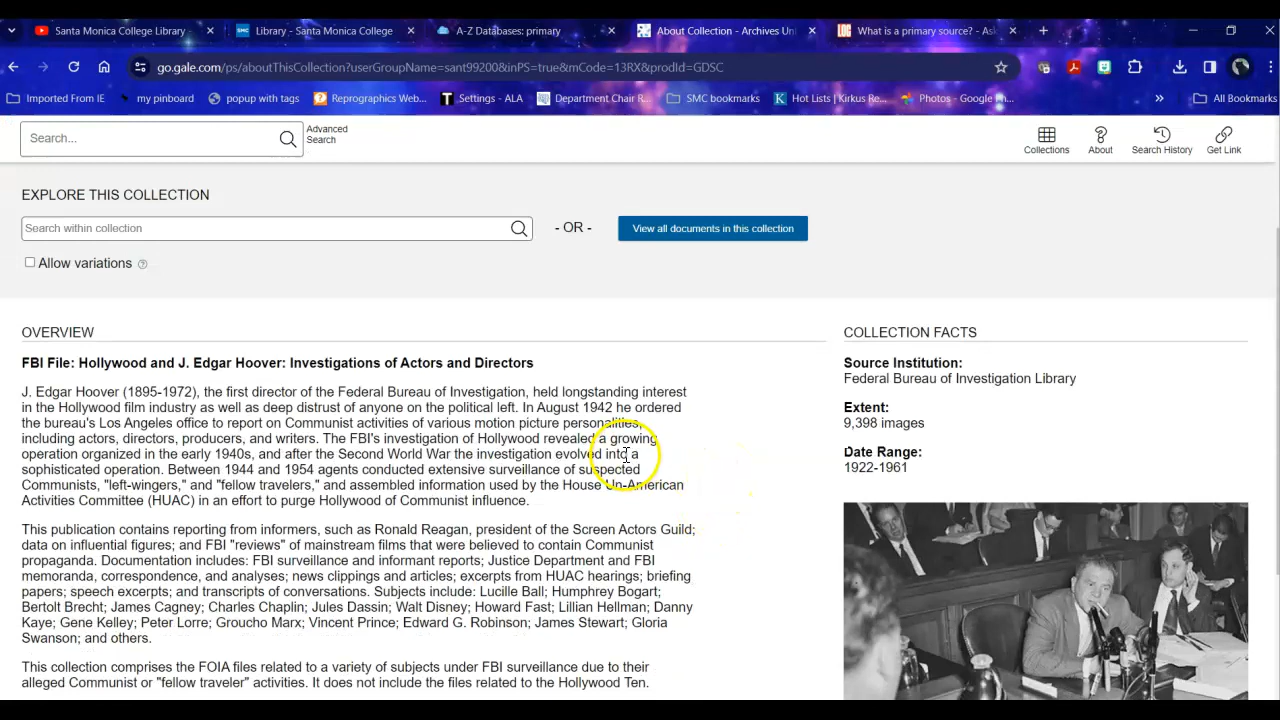 Santa Monica College Library -
Library - Santa Monica College
A-Z Databases: primary
About Collection - Archives Uni
What is a primary source? - Ask
go.gale.com/ps/aboutThisCollection?userGroupName=sant99200&inPS=true&mCode=13RX&prodId=GDSC
Imported From IE
my pinboard
popup with tags
Reprographics Web...
Settings - ALA
Department Chair R...
SMC bookmarks
Hot Lists | Kirkus Re...
Photos - Google Ph...
»
All Bookmarks
Search...
Advanced
Search
Collections
About
Search History
Get Link
EXPLORE THIS COLLECTION
Search within collection
- OR -
View all documents in this collection
Allow variations
OVERVIEW
FBI File: Hollywood and J. Edgar Hoover: Investigations of Actors and Directors
J. Edgar Hoover (1895-1972), the first director of the Federal Bureau of Investigation, held longstanding interest
in the Hollywood film industry as well as deep distrust of anyone on the political left. In August 1942 he ordered
the bureau's Los Angeles office to report on Communist activities of various motion picture personalities,
including actors, directors, producers, and writers. The FBI's investigation of Hollywood revealed a growing
operation organized in the early 1940s, and after the Second World War the investigation evolved into a
sophisticated operation. Between 1944 and 1954 agents conducted extensive surveillance of suspected
Communists, "left-wingers," and "fellow travelers," and assembled information used by the House Un-American
Activities Committee (HUAC) in an effort to purge Hollywood of Communist influence.
This publication contains reporting from informers, such as Ronald Reagan, president of the Screen Actors Guild;
data on influential figures; and FBI "reviews" of mainstream films that were believed to contain Communist
propaganda. Documentation includes: FBI surveillance and informant reports; Justice Department and FBI
memoranda, correspondence, and analyses; news clippings and articles; excerpts from HUAC hearings; briefing
papers; speech excerpts; and transcripts of conversations. Subjects include: Lucille Ball; Humphrey Bogart;
Bertolt Brecht; James Cagney; Charles Chaplin; Jules Dassin; Walt Disney; Howard Fast; Lillian Hellman; Danny
Kaye; Gene Kelley; Peter Lorre; Groucho Marx; Vincent Prince; Edward G. Robinson; James Stewart; Gloria
Swanson; and others.
This collection comprises the FOIA files related to a variety of subjects under FBI surveillance due to their
alleged Communist or "fellow traveler" activities. It does not include the files related to the Hollywood Ten.
COLLECTION FACTS
Source Institution:
Federal Bureau of Investigation Library
Extent:
9,398 images
Date Range:
1922-1961